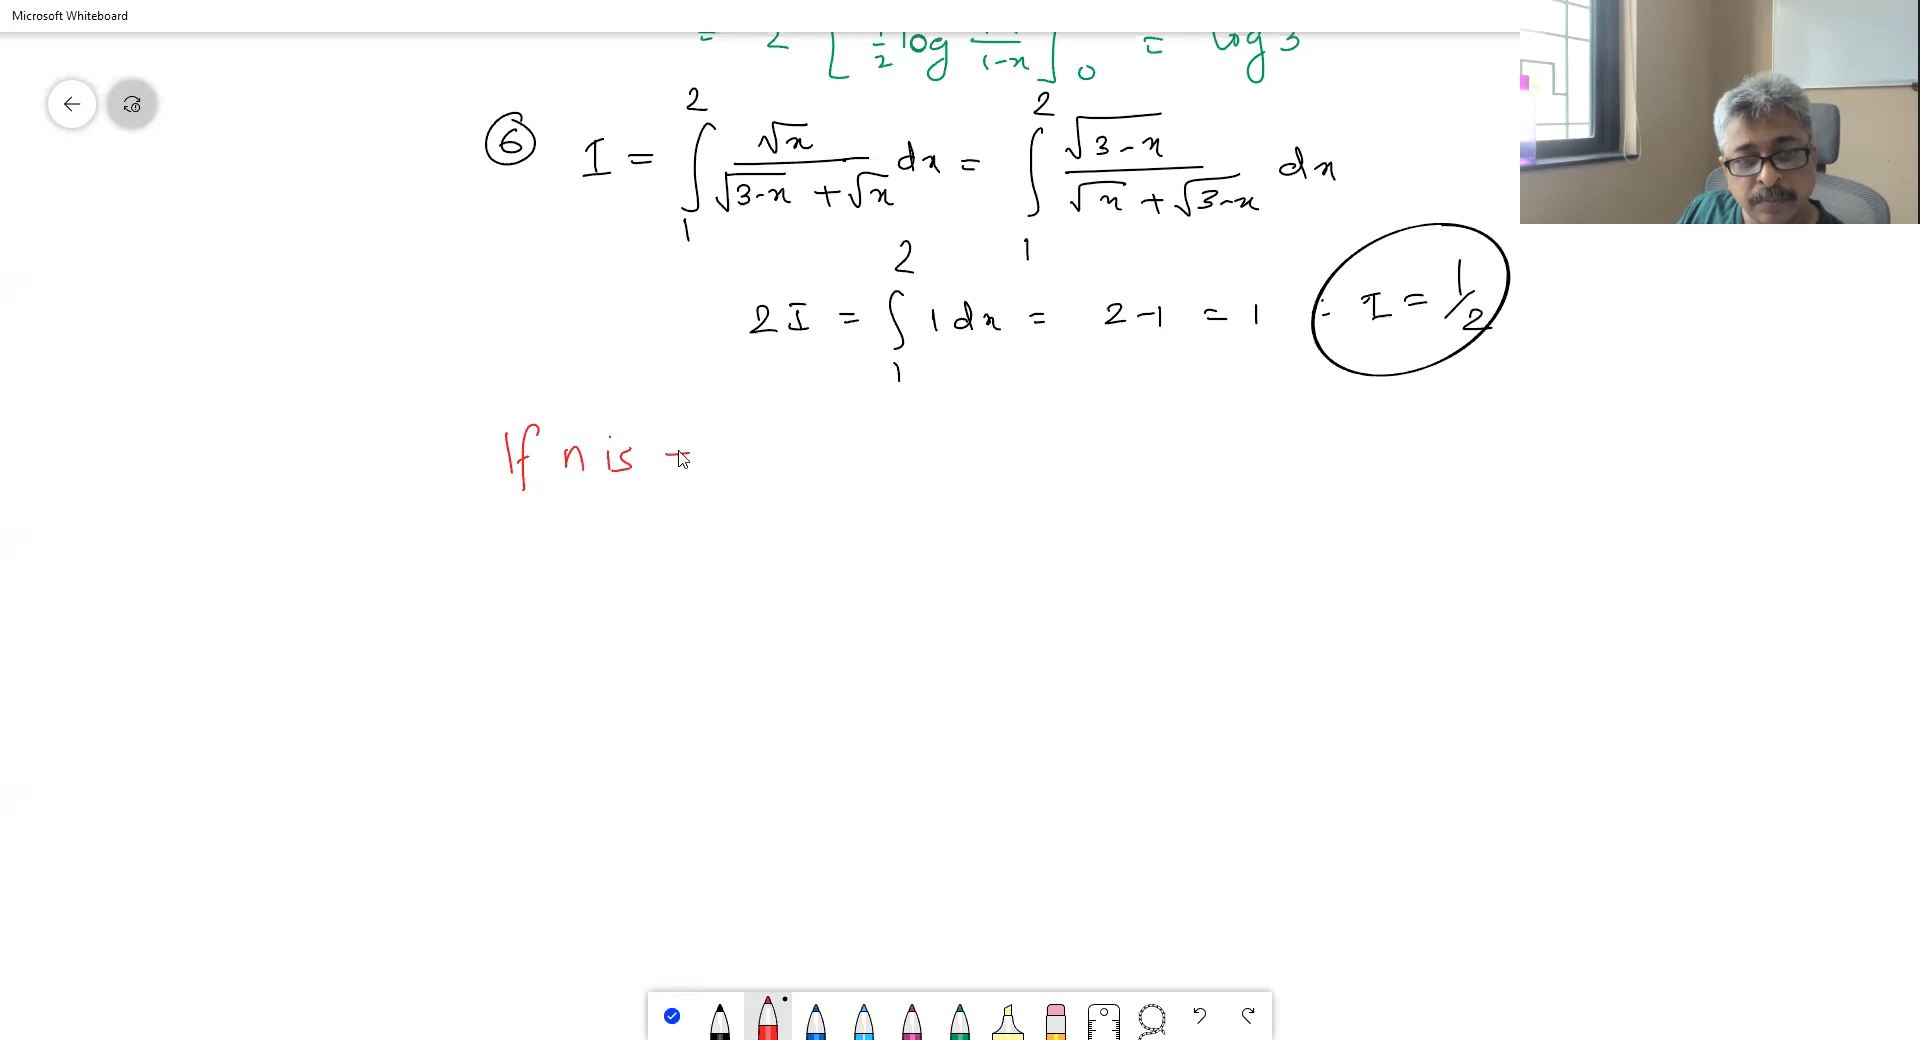 Microsoft Whiteboard
= 2 [ 1/2 log 1-x ]₀ = log 3
⑥ I = ∫₁² √x / (√(3-x) + √x) dx = ∫₁² √(3-x) / (√x + √(3-x)) dx
2I = ∫₁² 1 dx = 2-1 = 1 ∴ I = 1/2
If n is